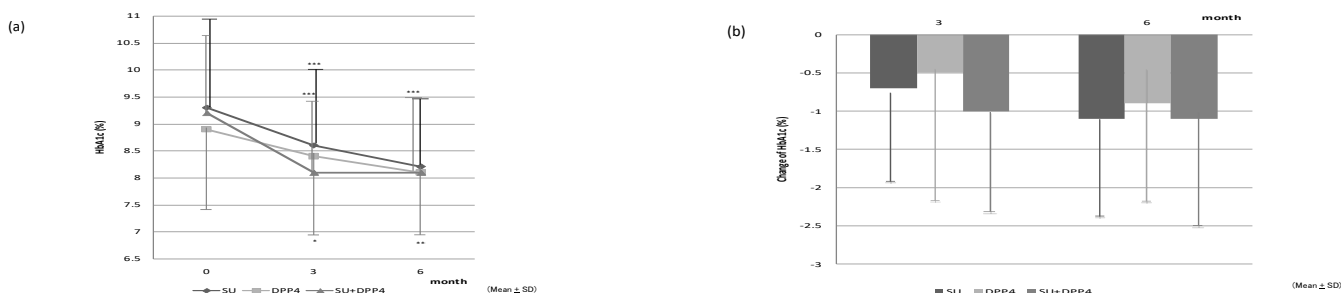 (a)
11
10.5
10
9.5
9
8.5
8
7.5
7
6.5
HbA1c (%)
***
***
***
*
**
0 3 6
month
SU DPP4 SU+DPP4
(Mean ± SD)
(b)
3 6 month
0
-0.5
-1
-1.5
-2
-2.5
-3
Change of HbA1c (%)
SU DPP4 SU+DPP4
(Mean ± SD)